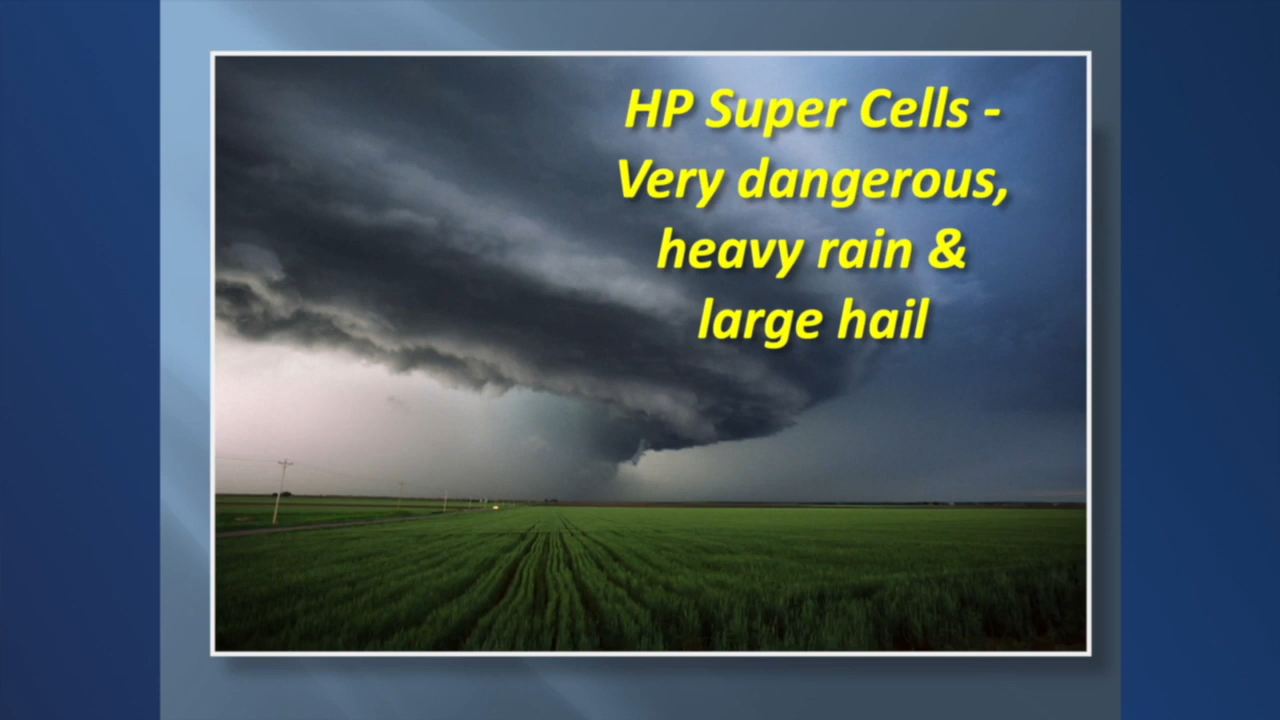 HP Super Cells -
Very dangerous,
heavy rain &
large hail